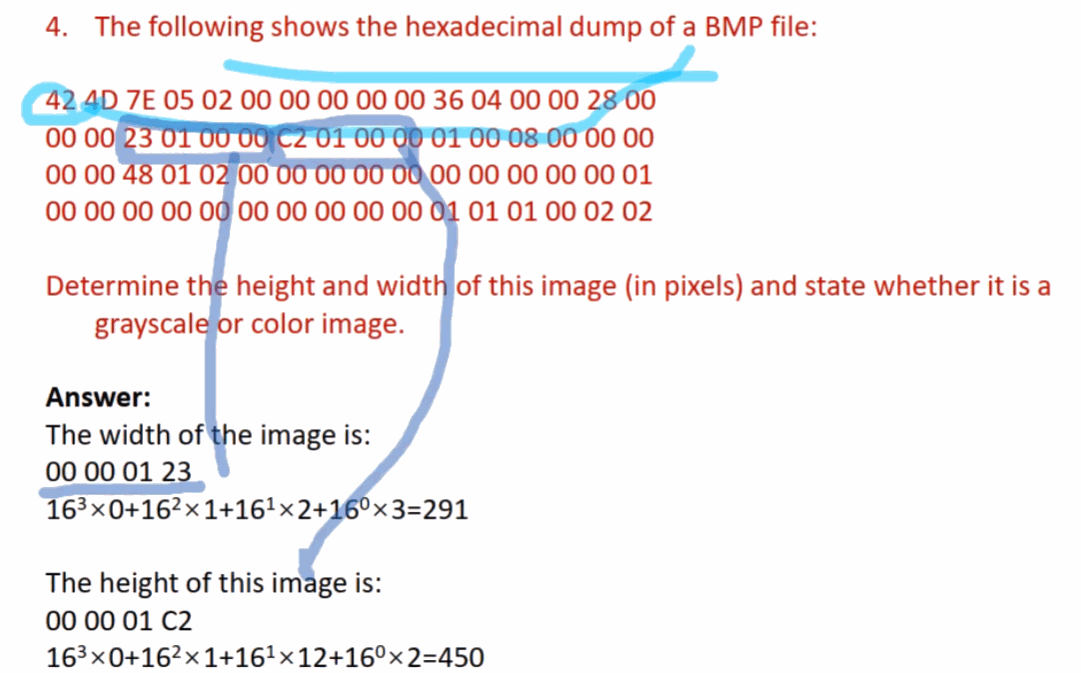 4. The following shows the hexadecimal dump of a BMP file:
42 4D 7E 05 02 00 00 00 00 00 36 04 00 00 28 00
00 00 23 01 00 00 C2 01 00 00 01 00 08 00 00 00
00 00 48 01 02 00 00 00 00 00 00 00 00 00 00 01
00 00 00 00 00 00 00 00 00 00 01 01 01 00 02 02
Determine the height and width of this image (in pixels) and state whether it is a
grayscale or color image.
Answer:
The width of the image is:
00 00 01 23
16³×0+16²×1+16¹×2+16⁰×3=291
The height of this image is:
00 00 01 C2
16³×0+16²×1+16¹×12+16⁰×2=450